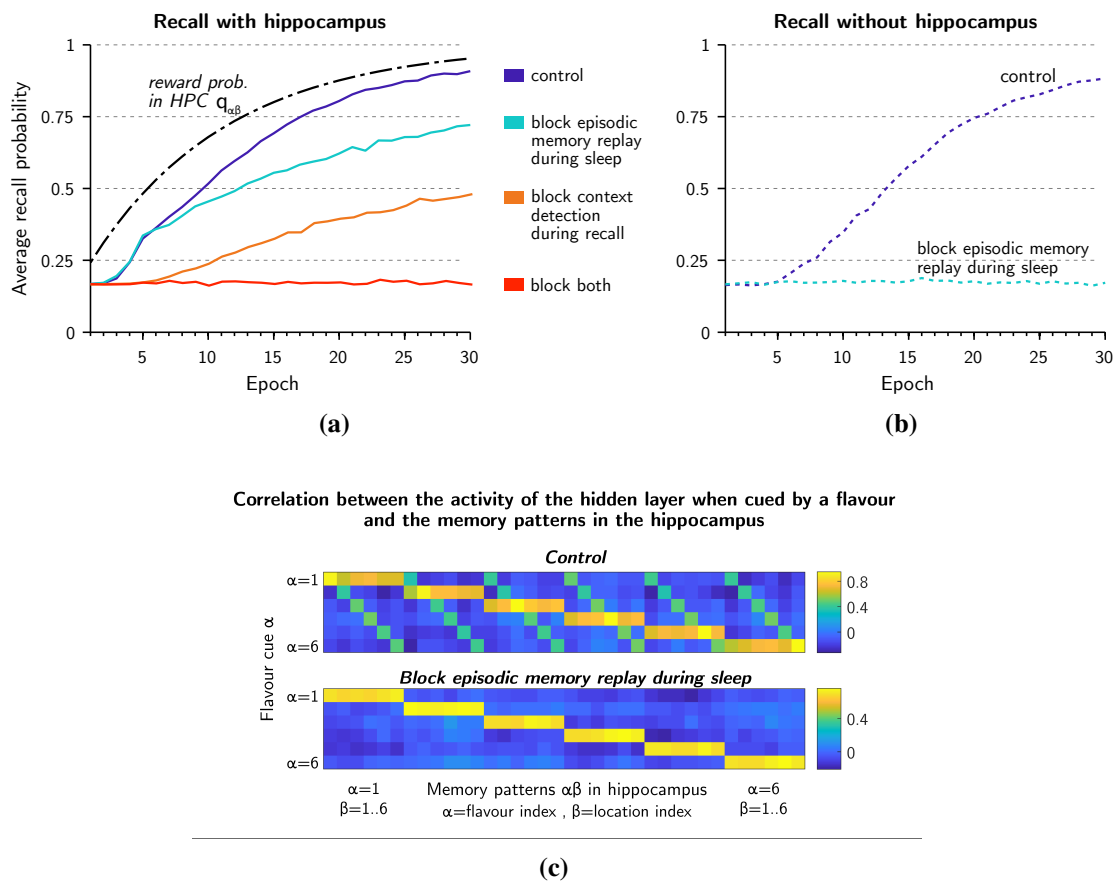 Recall with hippocampus
1
0.75
0.5
0.25
0
Average recall probability
reward prob.
in HPC qαβ
5
10
15
20
25
30
Epoch
control
block episodic
memory replay
during sleep
block context
detection
during recall
block both
(a)
Recall without hippocampus
1
0.75
0.5
0.25
0
control
block episodic memory
replay during sleep
5
10
15
20
25
30
Epoch
(b)
Correlation between the activity of the hidden layer when cued by a flavour
and the memory patterns in the hippocampus
Control
α=1
α=6
0.8
0.4
0
Flavour cue α
Block episodic memory replay during sleep
α=1
α=6
0.4
0
α=1
β=1..6
Memory patterns αβ in hippocampus
α=flavour index , β=location index
α=6
β=1..6
(c)